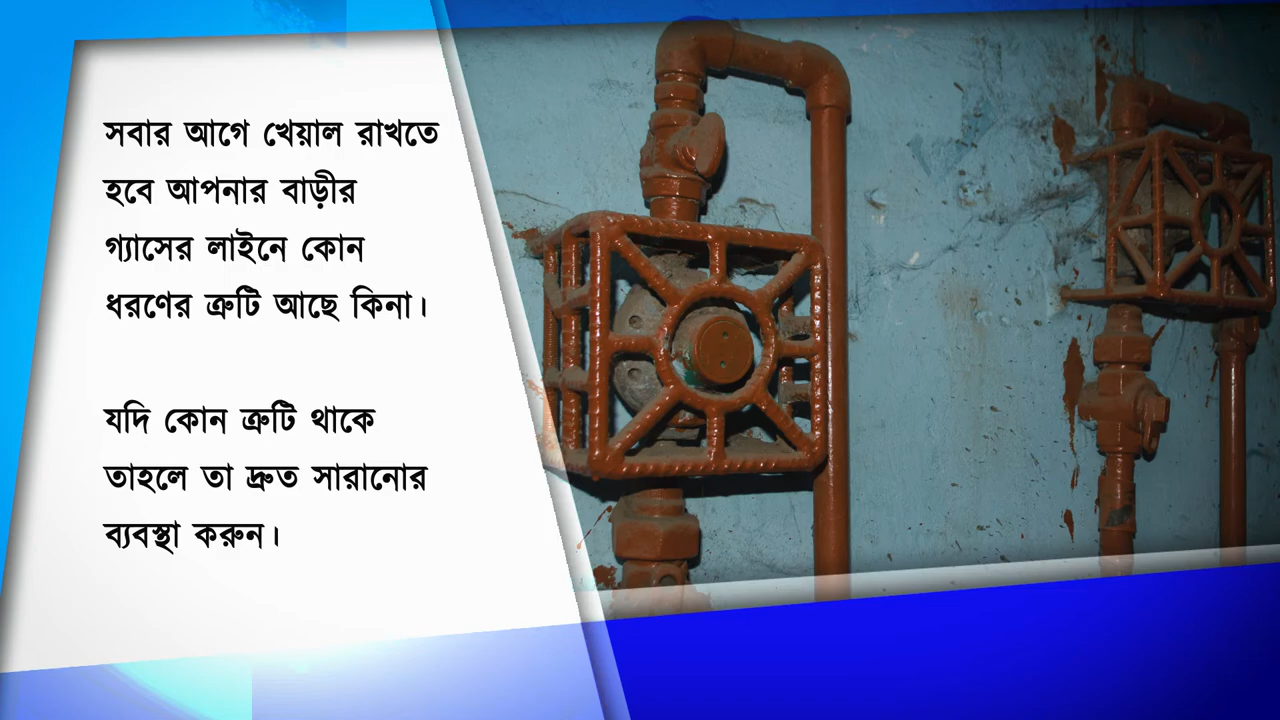 সবার আগে খেয়াল রাখতে
হবে আপনার বাড়ীর
গ্যাসের লাইনে কোন
ধরণের ত্রুটি আছে কিনা।
যদি কোন ত্রুটি থাকে
তাহলে তা দ্রুত সারানোর
ব্যবস্থা করুন।